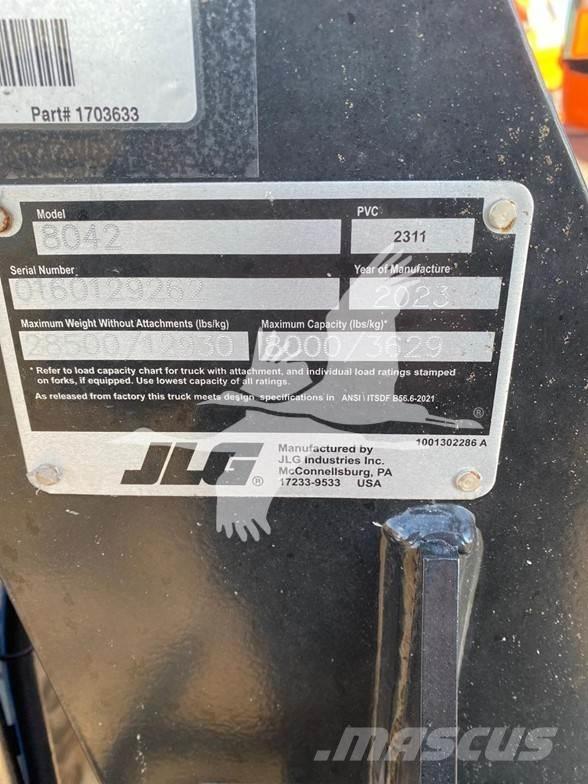 Part# 1703633
Model PVC
8042 2311
Serial Number Year of Manufacture
0160129262 2023
Maximum Weight Without Attachments (lbs/kg) Maximum Capacity (lbs/kg)*
28500/12930 8000/3629
* Refer to load capacity chart for truck with attachment, and individual load ratings stamped
on forks, if equipped. Use lowest capacity of all ratings.
As released from factory this truck meets design specifications in ANSI \ ITSDF B56.6-2021
®
1001302286 A
JLG®
Manufactured by
JLG Industries Inc.
McConnellsburg, PA
17233-9533 USA
MASCUS